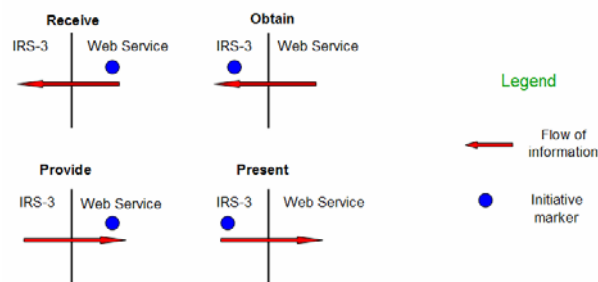 Receive
IRS-3 Web Service
Obtain
IRS-3 Web Service
Provide
IRS-3 Web Service
Present
IRS-3 Web Service
Legend
Flow of
information
Initiative
marker